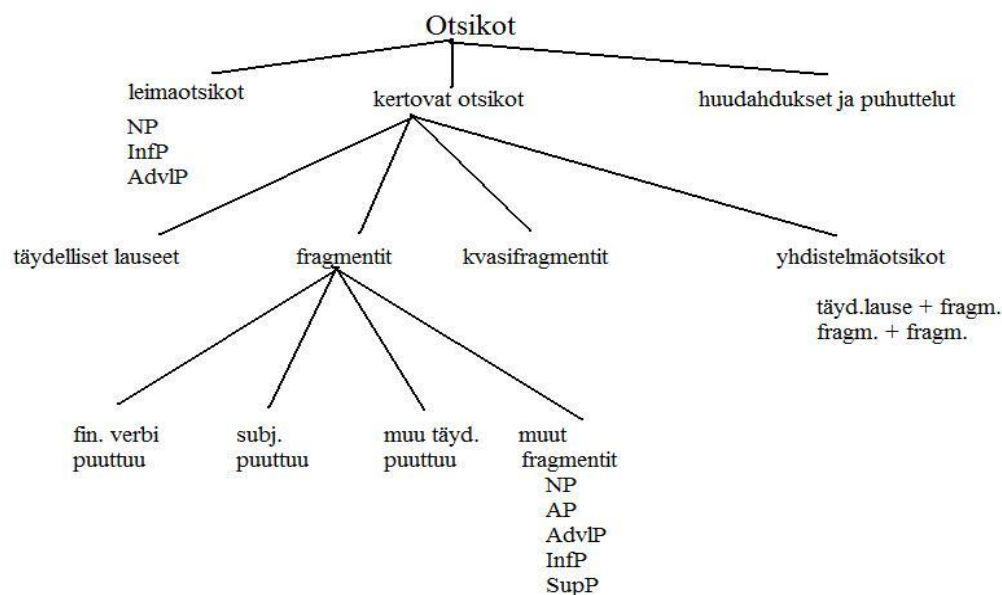 Otsikot
leimaotsikot
NP
InfP
AdvlP
kertovat otsikot
huudahdukset ja puhuttelut
täydelliset lauseet
fragmentit
kvasifragmentit
yhdistelmäotsikot
täyd.lause + fragm.
fragm. + fragm.
fin. verbi
puuttuu
subj.
puuttuu
muu täyd.
puuttuu
muut
fragmentit
NP
AP
AdvlP
InfP
SupP